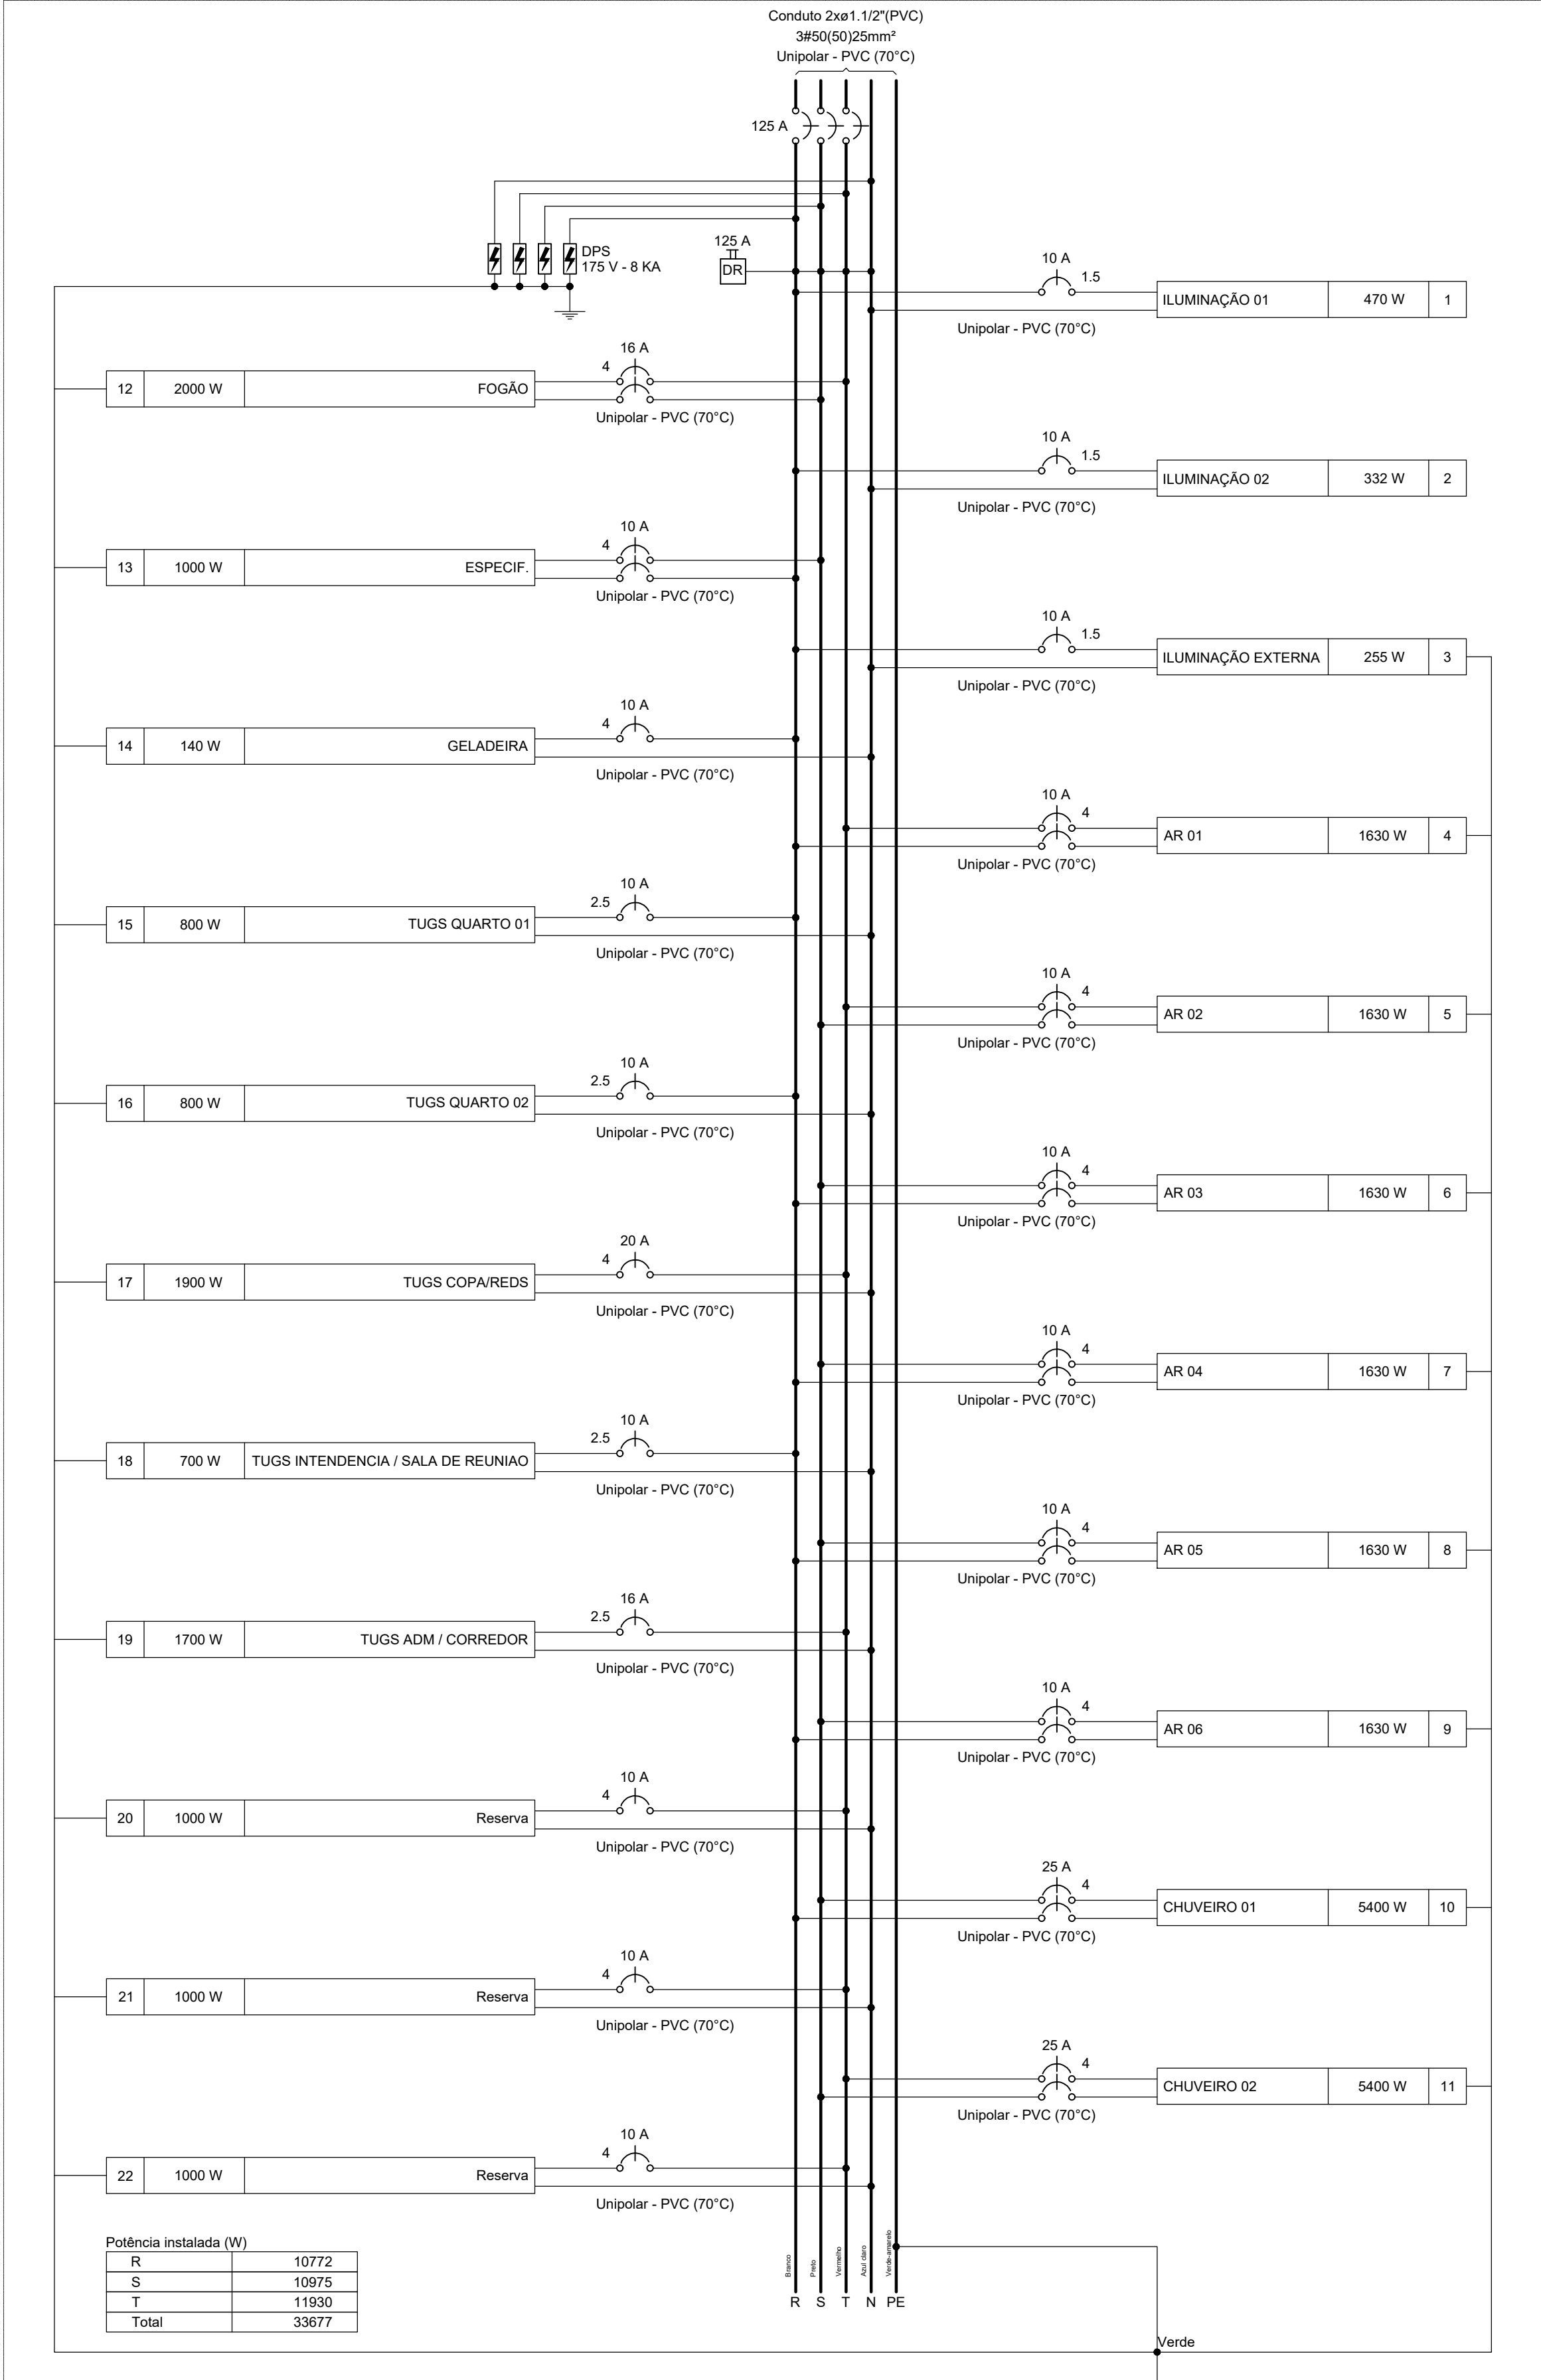 Conduto 2xø1.1/2"(PVC)
3#50(50)25mm²
Unipolar - PVC (70°C)
125 A
DPS
175 V - 8 KA
125 A
DR
10 A
1.5
ILUMINAÇÃO 01 470 W 1
Unipolar - PVC (70°C)
16 A
4
12 2000 W FOGÃO
Unipolar - PVC (70°C)
10 A
1.5
ILUMINAÇÃO 02 332 W 2
Unipolar - PVC (70°C)
10 A
4
13 1000 W ESPECIF.
Unipolar - PVC (70°C)
10 A
1.5
ILUMINAÇÃO EXTERNA 255 W 3
Unipolar - PVC (70°C)
10 A
4
14 140 W GELADEIRA
Unipolar - PVC (70°C)
10 A
4
AR 01 1630 W 4
Unipolar - PVC (70°C)
10 A
2.5
15 800 W TUGS QUARTO 01
Unipolar - PVC (70°C)
10 A
4
AR 02 1630 W 5
Unipolar - PVC (70°C)
10 A
2.5
16 800 W TUGS QUARTO 02
Unipolar - PVC (70°C)
10 A
4
AR 03 1630 W 6
Unipolar - PVC (70°C)
20 A
4
17 1900 W TUGS COPA/REDS
Unipolar - PVC (70°C)
10 A
4
AR 04 1630 W 7
Unipolar - PVC (70°C)
10 A
2.5
18 700 W TUGS INTENDENCIA / SALA DE REUNIAO
Unipolar - PVC (70°C)
10 A
4
AR 05 1630 W 8
Unipolar - PVC (70°C)
16 A
2.5
19 1700 W TUGS ADM / CORREDOR
Unipolar - PVC (70°C)
10 A
4
AR 06 1630 W 9
Unipolar - PVC (70°C)
10 A
4
20 1000 W Reserva
Unipolar - PVC (70°C)
25 A
4
CHUVEIRO 01 5400 W 10
Unipolar - PVC (70°C)
10 A
4
21 1000 W Reserva
Unipolar - PVC (70°C)
25 A
4
CHUVEIRO 02 5400 W 11
Unipolar - PVC (70°C)
10 A
4
22 1000 W Reserva
Unipolar - PVC (70°C)
Potência instalada (W)
R 10772
S 10975
T 11930
Total 33677
Branco
Preto
Vermelho
Azul claro
Verde-amarelo
R S T N PE
Verde